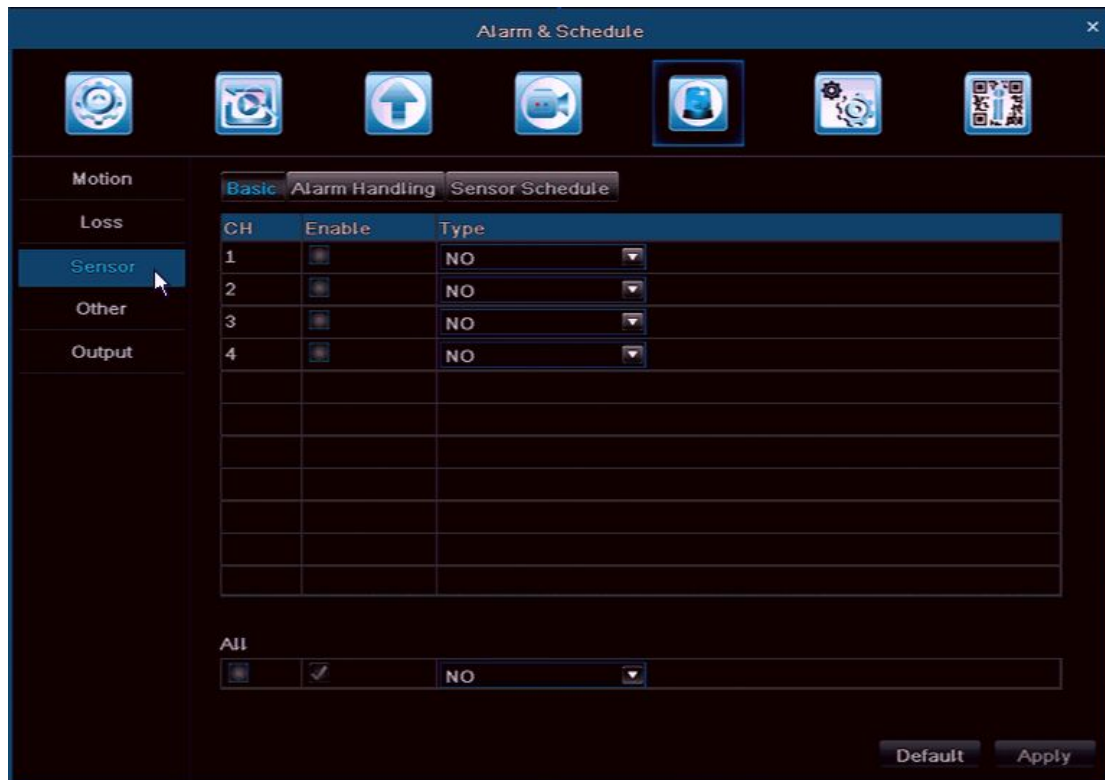 Alarm & Schedule ×
Motion
Loss
Sensor
Other
Output
Basic Alarm Handling Sensor Schedule
CH Enable Type
1 NO
2 NO
3 NO
4 NO
All
NO
Default Apply